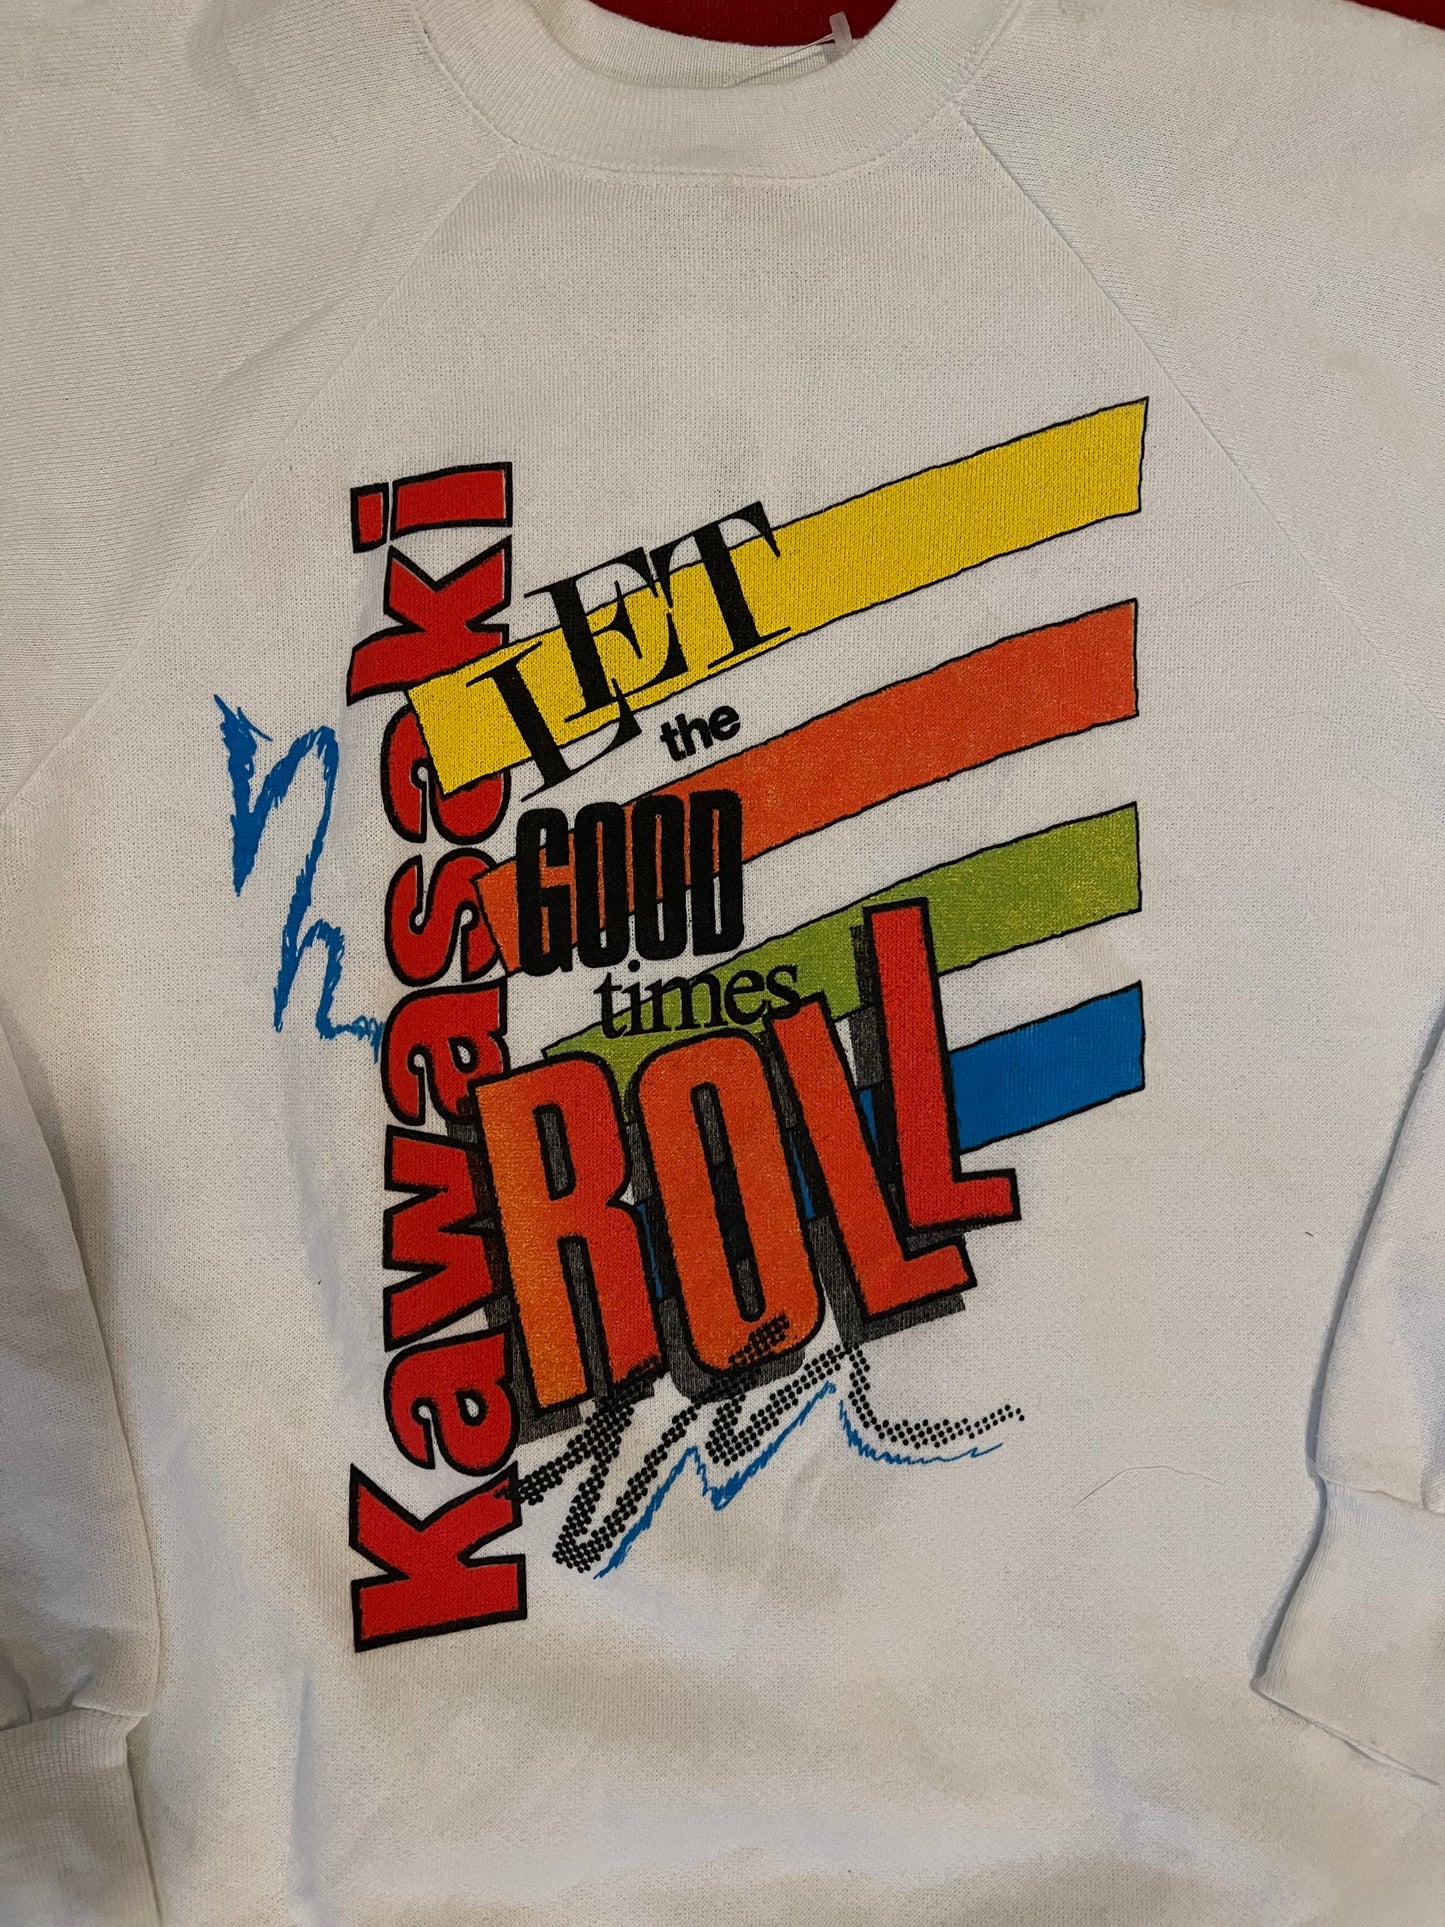 Kawasaki
LET
the
GOOD
times
ROLL